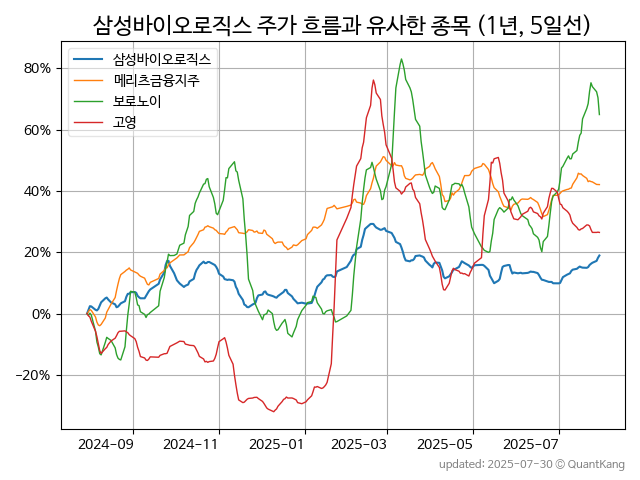 삼성바이오로직스 주가 흐름과 유사한 종목 (1년, 5일선)
삼성바이오로직스
메리츠금융지주
보로노이
고영
80%
60%
40%
20%
0%
−20%
2024-09
2024-11
2025-01
2025-03
2025-05
2025-07
updated: 2025-07-30 © QuantKang